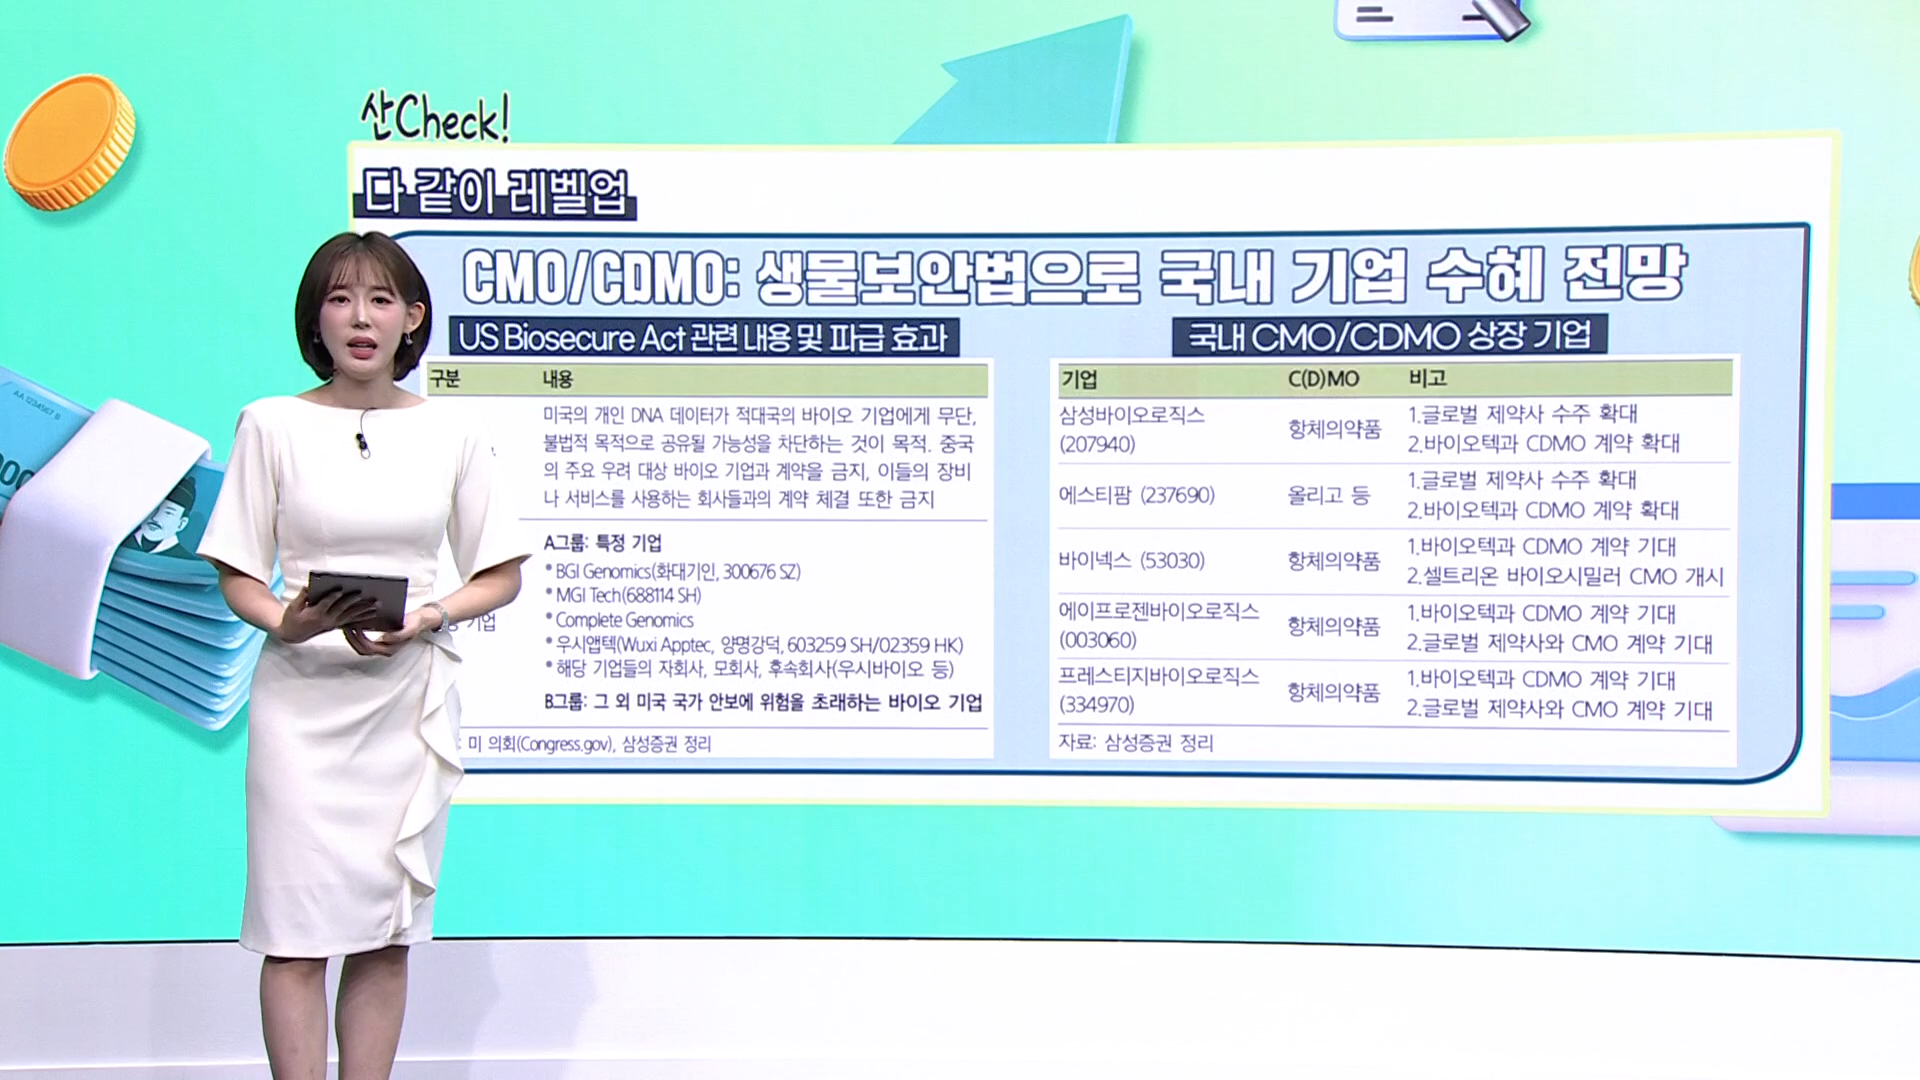 산Check!
다 같이 레벨업
CMO/CDMO: 생물보안법으로 국내 기업 수혜 전망
US Biosecure Act 관련 내용 및 파급 효과
구분 내용
미국의 개인 DNA 데이터가 적대국의 바이오 기업에게 무단,
불법적 목적으로 공유될 가능성을 차단하는 것이 목적. 중국
의 주요 우려 대상 바이오 기업과 계약을 금지, 이들의 장비
나 서비스를 사용하는 회사들과의 계약 체결 또한 금지
A그룹: 특정 기업
• BGI Genomics(화대기인, 300676 SZ)
• MGI Tech(688114 SH)
• Complete Genomics
기업
• 우시앱텍(Wuxi Apptec, 양명강덕, 603259 SH/02359 HK)
• 해당 기업들의 자회사, 모회사, 후속회사(우시바이오 등)
B그룹: 그 외 미국 국가 안보에 위험을 초래하는 바이오 기업
: 미 의회(Congress.gov), 삼성증권 정리
국내 CMO/CDMO 상장 기업
기업 C(D)MO 비고
삼성바이오로직스
(207940)
항체의약품
1.글로벌 제약사 수주 확대
2.바이오텍과 CDMO 계약 확대
에스티팜 (237690)
올리고 등
1.글로벌 제약사 수주 확대
2.바이오텍과 CDMO 계약 확대
바이넥스 (53030)
항체의약품
1.바이오텍과 CDMO 계약 기대
2.셀트리온 바이오시밀러 CMO 개시
에이프로젠바이오로직스
(003060)
항체의약품
1.바이오텍과 CDMO 계약 기대
2.글로벌 제약사와 CMO 계약 기대
프레스티지바이오로직스
(334970)
항체의약품
1.바이오텍과 CDMO 계약 기대
2.글로벌 제약사와 CMO 계약 기대
자료: 삼성증권 정리
AA 1234567 B